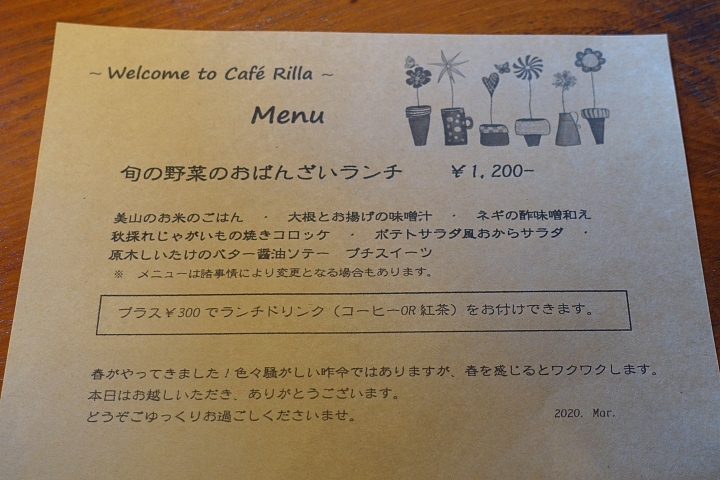 ~ Welcome to Café Rilla ~
Menu
旬の野菜のおばんざいランチ ￥1,200-
美山のお米のごはん ・ 大根とお揚げの味噌汁 ・ ネギの酢味噌和え
秋採れじゃがいもの焼きコロッケ ・ ポテトサラダ風おからサラダ ・
原木しいたけのバター醤油ソテー プチスイーツ
※ メニューは諸事情により変更となる場合もあります。
プラス￥300でランチドリンク（コーヒーOR紅茶）をお付けできます。
春がやってきました！色々騒がしい昨今ではありますが、春を感じるとワクワクします。
本日はお越しいただき、ありがとうございます。
どうぞごゆっくりお過ごしくださいませ。 2020. Mar.